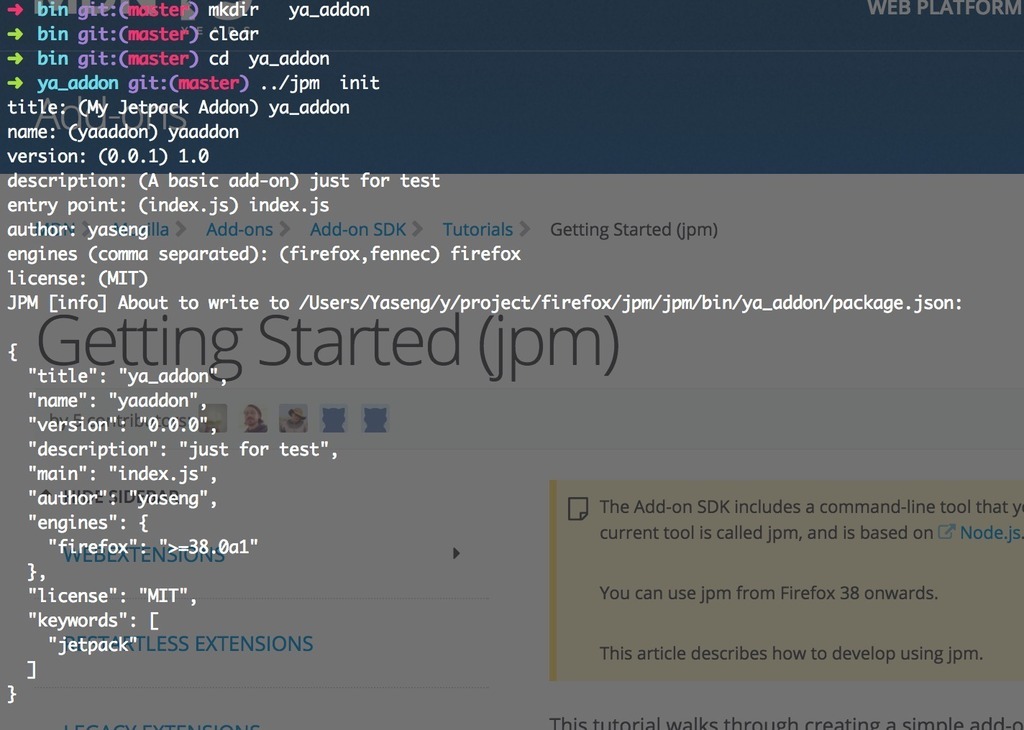 ➜ bin git:(master) mkdir ya_addon
WEB PLATFORM
➜ bin git:(master) clear
➜ bin git:(master) cd ya_addon
➜ ya_addon git:(master) ../jpm init
title: (My Jetpack Addon) ya_addon
Add-ons
name: (yaaddon) yaaddon
version: (0.0.1) 1.0
description: (A basic add-on) just for test
entry point: (index.js) index.js
author: yaseng
Add-ons > Add-on SDK > Tutorials > Getting Started (jpm)
engines (comma separated): (firefox,fennec) firefox
license: (MIT)
JPM [info] About to write to /Users/Yaseng/y/project/firefox/jpm/jpm/bin/ya_addon/package.json:
Getting Started (jpm)
{
"title": "ya_addon",
"name": "yaaddon",
"version": "0.0.0",
by 5 contributors:
"description": "just for test",
"main": "index.js",
"author": "yaseng",
HIDE SIDEBAR
"engines": {
"firefox": ">=38.0a1"
WEBEXTENSIONS
},
"license": "MIT",
"keywords": [
"jetpack"
RESTARTLESS EXTENSIONS
]
}
LEGACY EXTENSIONS
The Add-on SDK includes a command-line tool that
current tool is called jpm, and is based on Node.js.
You can use jpm from Firefox 38 onwards.
This article describes how to develop using jpm.
This tutorial walks through creating a simple add-o